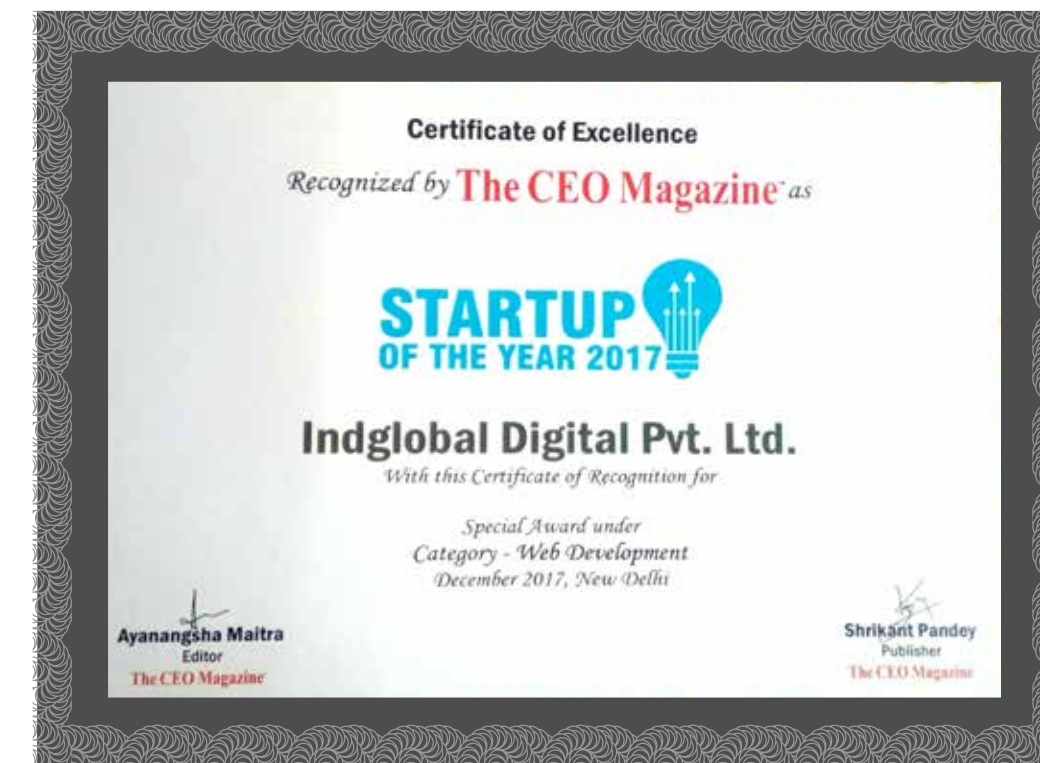 Certificate of Excellence
Recognized by The CEO Magazine™ as
STARTUP
OF THE YEAR 2017
Indglobal Digital Pvt. Ltd.
With this Certificate of Recognition for
Special Award under
Category - Web Development
December 2017, New Delhi
Ayanangsha Maitra
Editor
The CEO Magazine
Shrikant Pandey
Publisher
The CEO Magazine